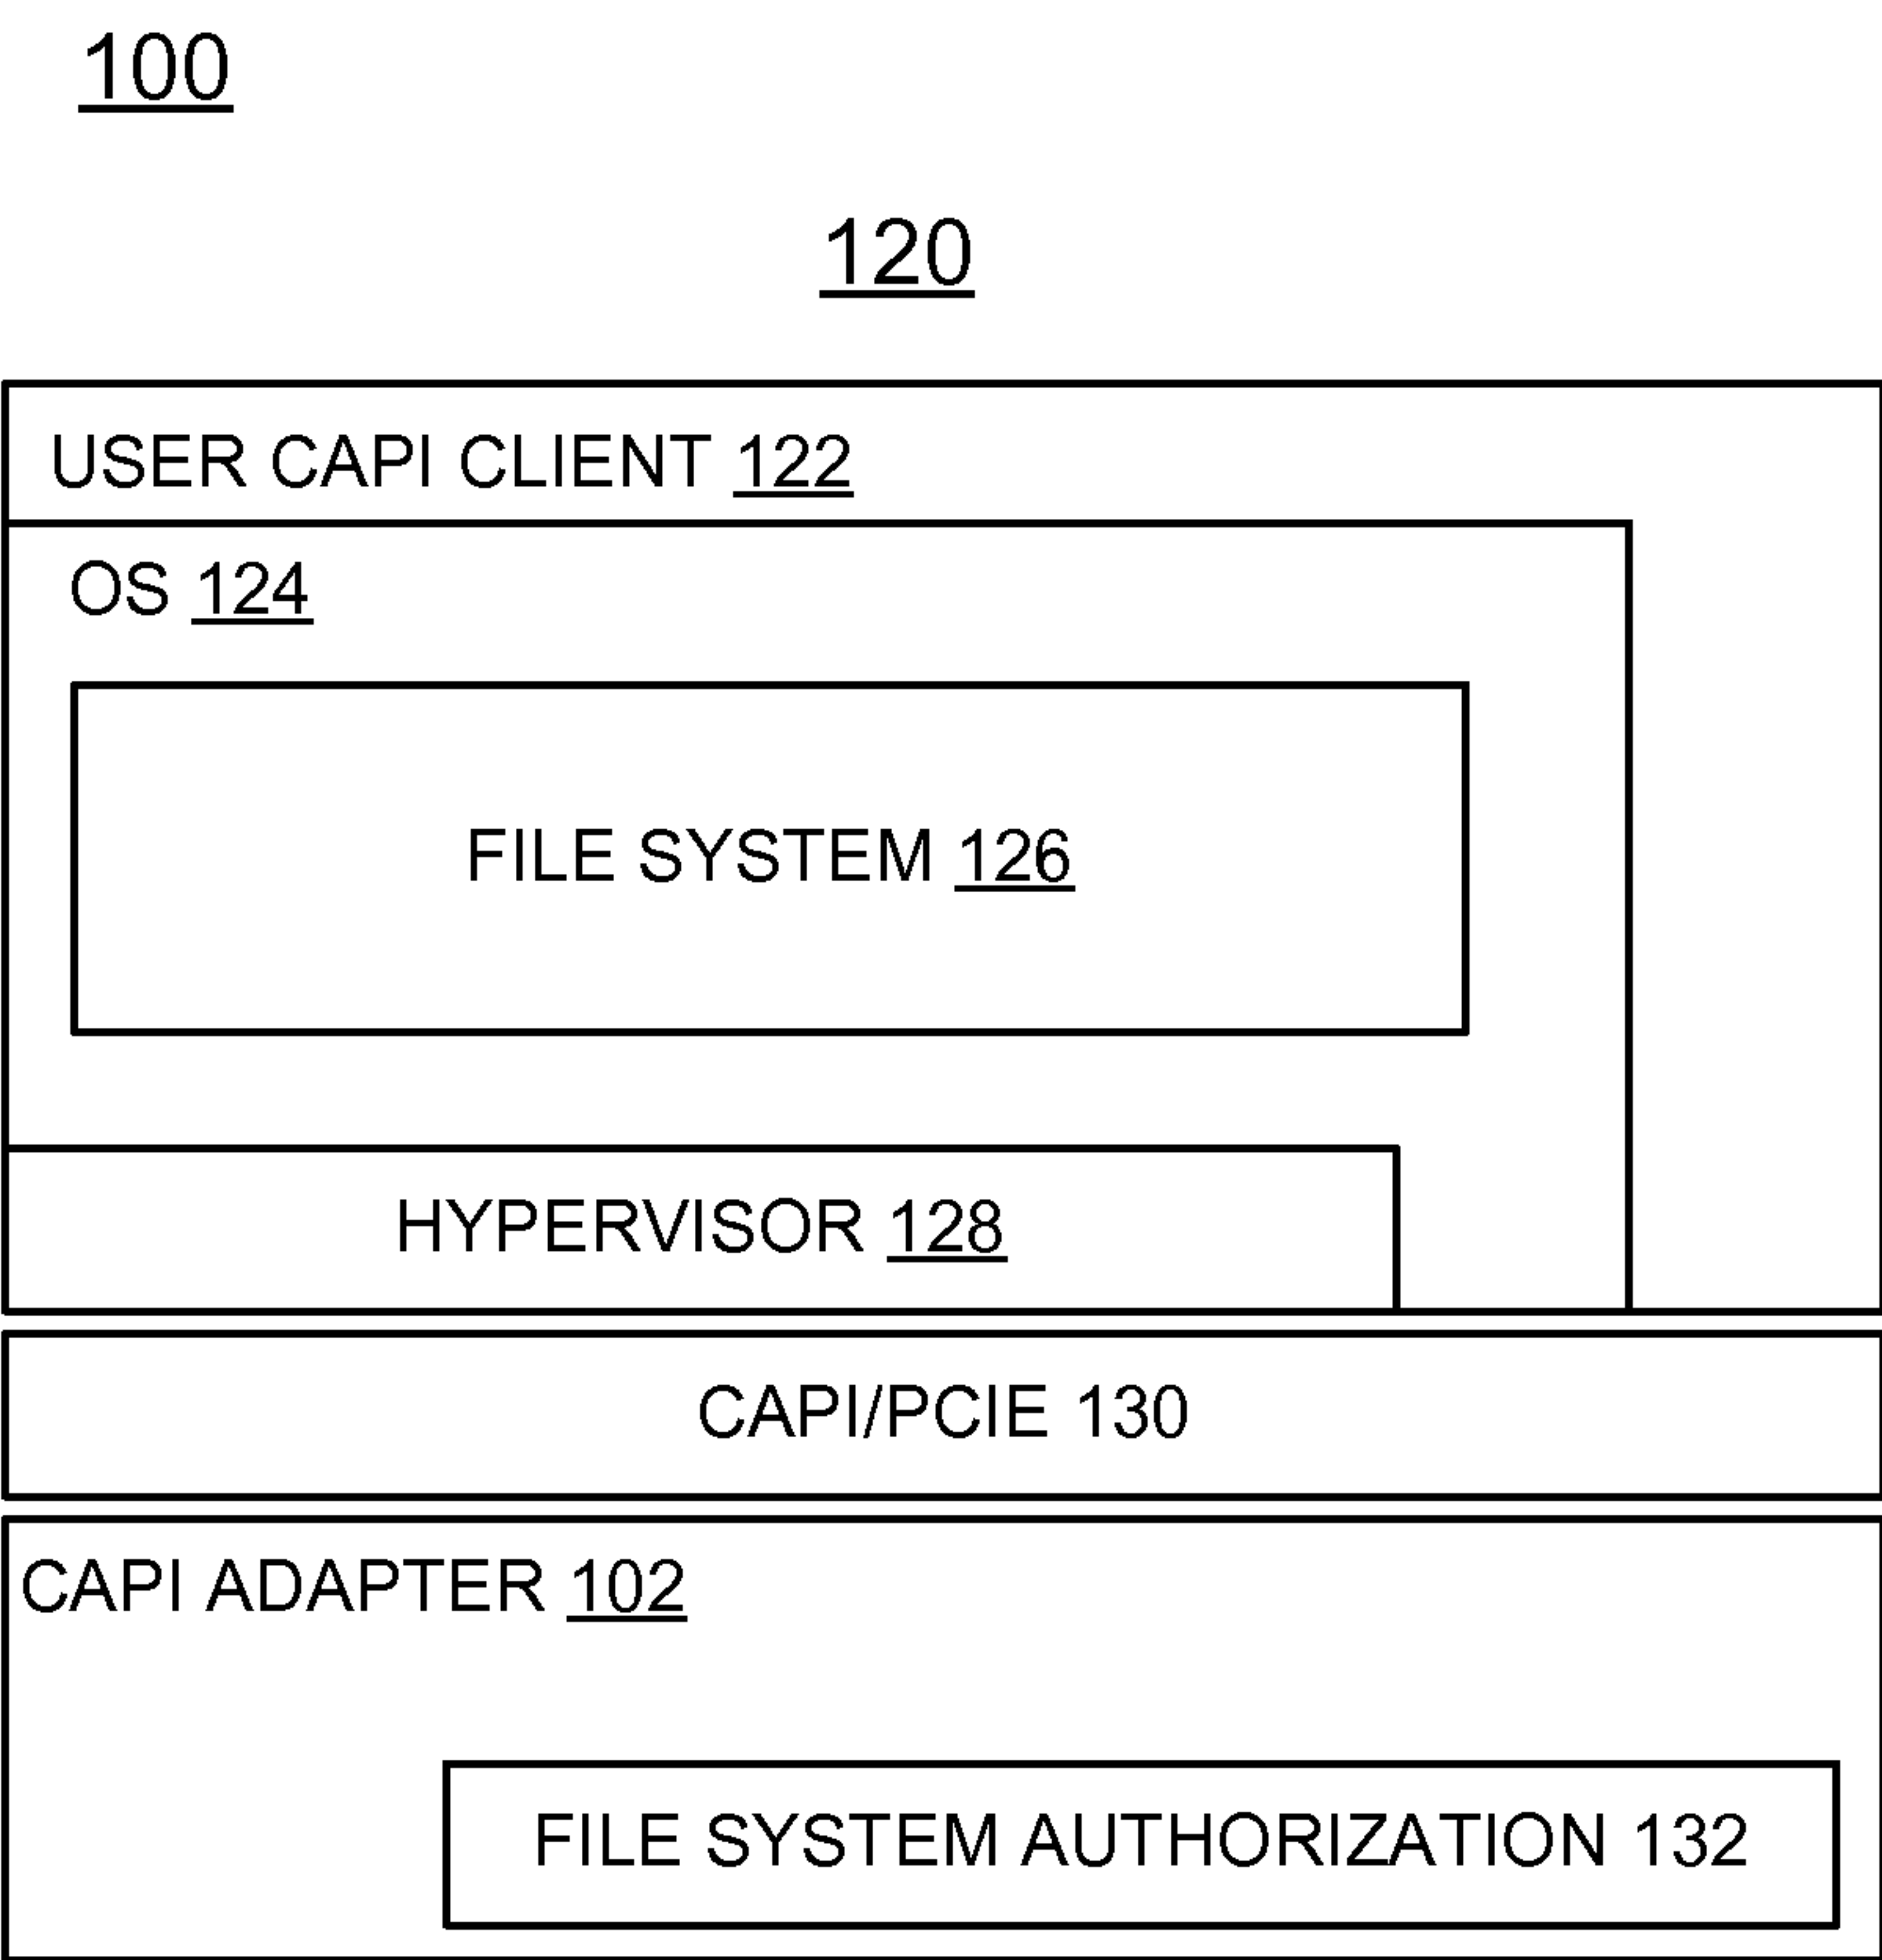 100
120
USER CAPI CLIENT 122
OS 124
FILE SYSTEM 126
HYPERVISOR 128
CAPI/PCIE 130
CAPI ADAPTER 102
FILE SYSTEM AUTHORIZATION 132